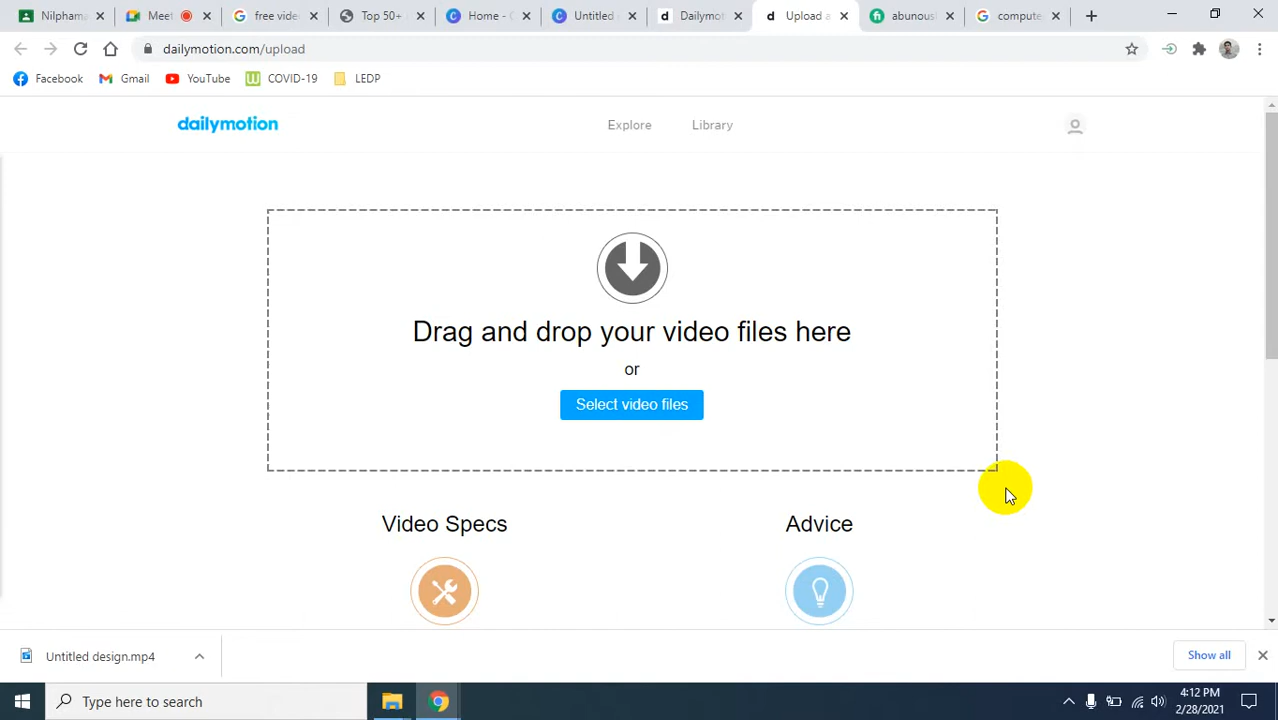 Nilphama
Meet
free vide
Top 50+
Home - C
Untitled
Dailymot
Upload a
abunous
compute
dailymotion.com/upload
Facebook
Gmail
YouTube
COVID-19
LEDP
dailymotion
Explore
Library
Drag and drop your video files here
or
Select video files
Video Specs
Advice
Untitled design.mp4
Show all
Type here to search
4:12 PM
2/28/2021